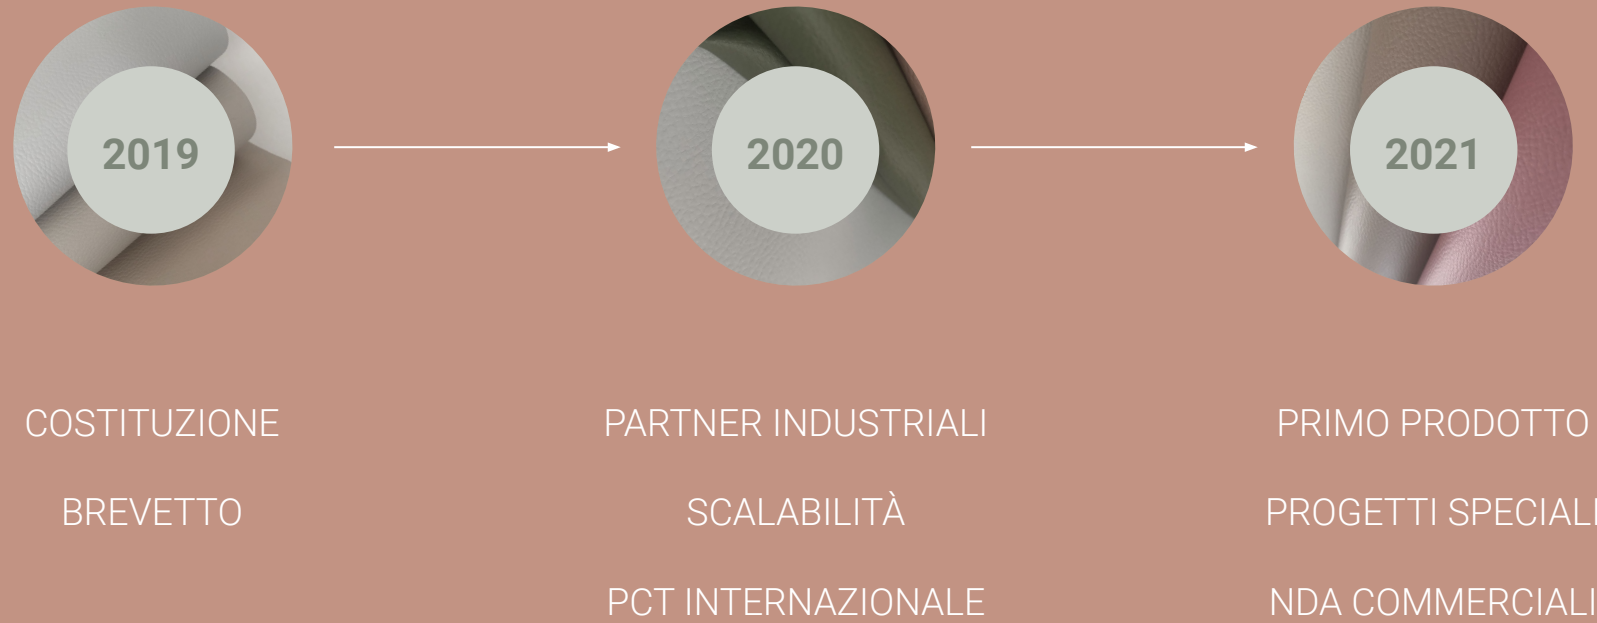 2019
2020
2021
COSTITUZIONE
BREVETTO
PARTNER INDUSTRIALI
SCALABILITÀ
PCT INTERNAZIONALE
PRIMO PRODOTTO
PROGETTI SPECIALI
NDA COMMERCIALI